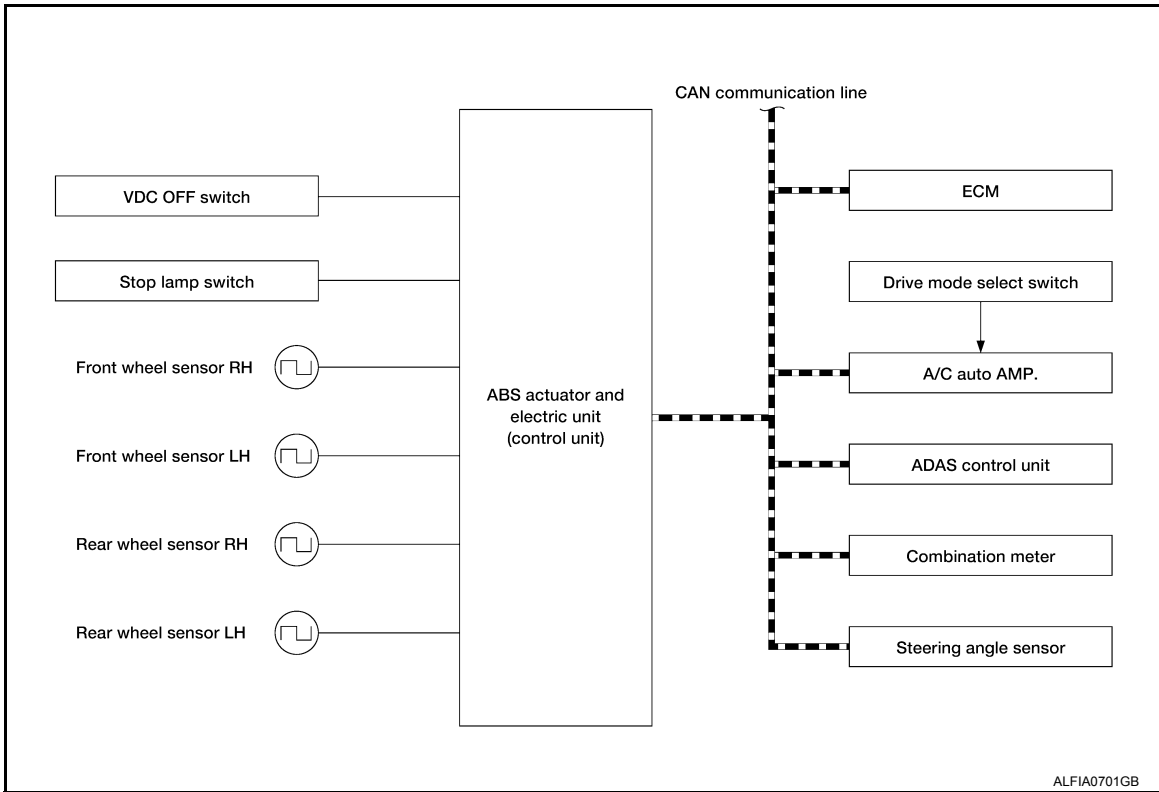 CAN communication line
VDC OFF switch
Stop lamp switch
Front wheel sensor RH
Front wheel sensor LH
Rear wheel sensor RH
Rear wheel sensor LH
ABS actuator and
electric unit
(control unit)
ECM
Drive mode select switch
A/C auto AMP.
ADAS control unit
Combination meter
Steering angle sensor
ALFIA0701GB